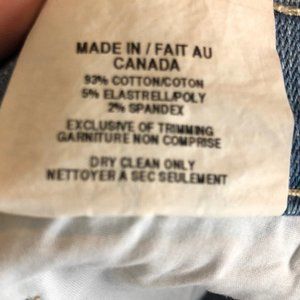 MADE IN / FAIT AU
CANADA
93% COTTON/COTON
5% ELASTRELL/POLY
2% SPANDEX
EXCLUSIVE OF TRIMMING
GARNITURE NON COMPRISE
DRY CLEAN ONLY
NETTOYER A SEC SEULEMENT